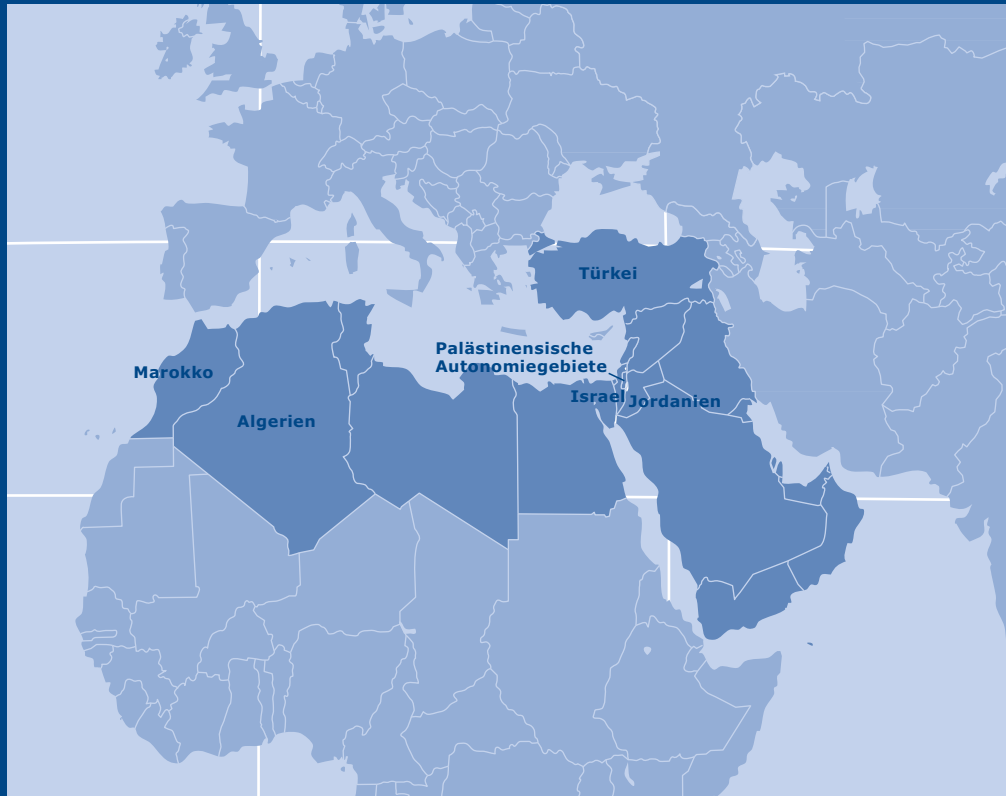 Türkei
Palästinensische
Autonomiegebiete
Marokko
Israel
Jordanien
Algerien